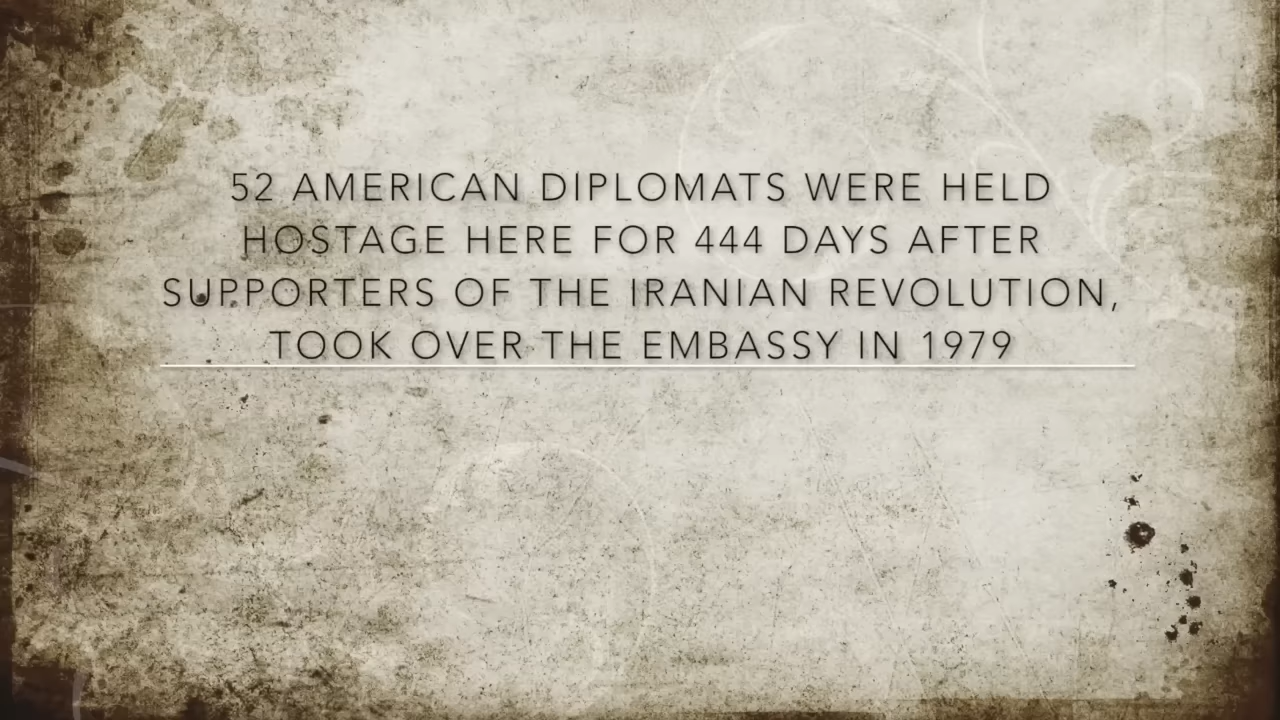 52 AMERICAN DIPLOMATS WERE HELD
HOSTAGE HERE FOR 444 DAYS AFTER
SUPPORTERS OF THE IRANIAN REVOLUTION,
TOOK OVER THE EMBASSY IN 1979